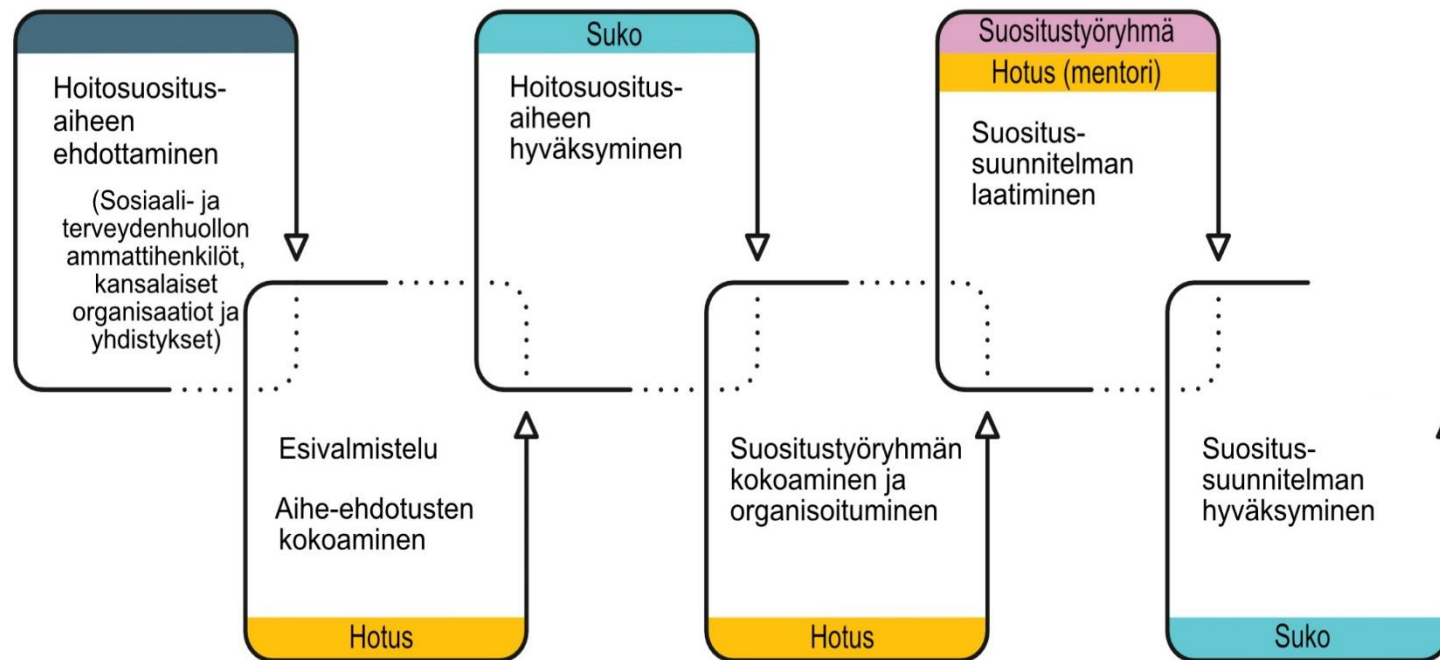 Hoitosuositus-
aiheen
ehdottaminen
(Sosiaali- ja
terveydenhuollon
ammattihenkilöt,
kansalaiset
organisaatiot ja
yhdistykset)
Esivalmistelu
Aihe-ehdotusten
kokoaminen
Hotus
Suko
Hoitosuositus-
aiheen
hyväksyminen
Suositustyöryhmän
kokoaminen ja
organisoituminen
Hotus
Suositustyöryhmä
Hotus (mentori)
Suositus-
suunnitelman
laatiminen
Suositus-
suunnitelman
hyväksyminen
Suko